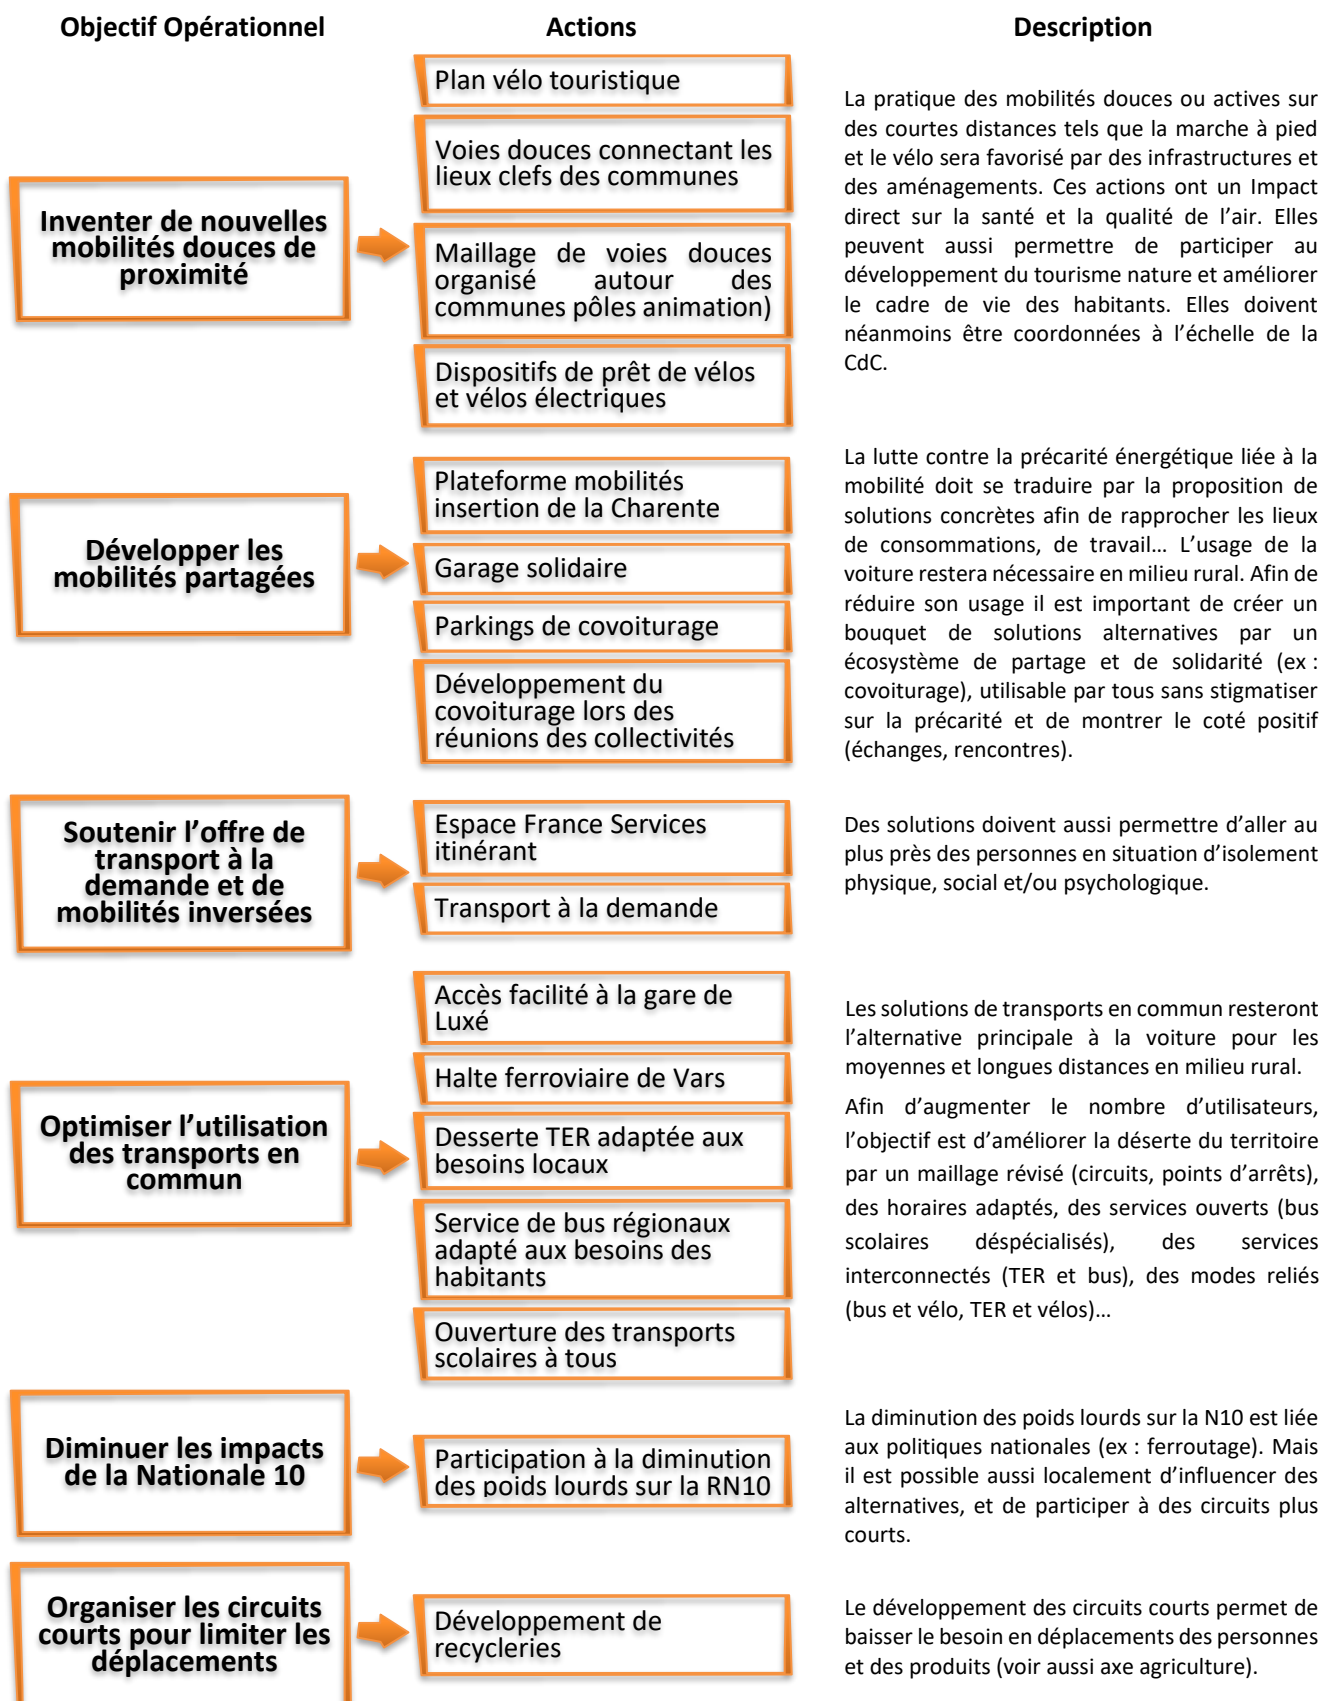 Objectif Opérationnel
Actions
Description
Inventer de nouvelles
mobilités douces de
proximité
Plan vélo touristique
Voies douces connectant les
lieux clefs des communes
Maillage de voies douces
organisé autour des
communes pôles animation)
Dispositifs de prêt de vélos
et vélos électriques
La pratique des mobilités douces ou actives sur
des courtes distances tels que la marche à pied
et le vélo sera favorisé par des infrastructures et
des aménagements. Ces actions ont un Impact
direct sur la santé et la qualité de l’air. Elles
peuvent aussi permettre de participer au
développement du tourisme nature et améliorer
le cadre de vie des habitants. Elles doivent
néanmoins être coordonnées à l’échelle de la
CdC.
Développer les
mobilités partagées
Plateforme mobilités
insertion de la Charente
Garage solidaire
Parkings de covoiturage
Développement du
covoiturage lors des
réunions des collectivités
La lutte contre la précarité énergétique liée à la
mobilité doit se traduire par la proposition de
solutions concrètes afin de rapprocher les lieux
de consommations, de travail… L’usage de la
voiture restera nécessaire en milieu rural. Afin de
réduire son usage il est important de créer un
bouquet de solutions alternatives par un
écosystème de partage et de solidarité (ex :
covoiturage), utilisable par tous sans stigmatiser
sur la précarité et de montrer le coté positif
(échanges, rencontres).
Soutenir l’offre de
transport à la
demande et de
mobilités inversées
Espace France Services
itinérant
Transport à la demande
Des solutions doivent aussi permettre d’aller au
plus près des personnes en situation d’isolement
physique, social et/ou psychologique.
Optimiser l’utilisation
des transports en
commun
Accès facilité à la gare de
Luxé
Halte ferroviaire de Vars
Desserte TER adaptée aux
besoins locaux
Service de bus régionaux
adapté aux besoins des
habitants
Ouverture des transports
scolaires à tous
Les solutions de transports en commun resteront
l’alternative principale à la voiture pour les
moyennes et longues distances en milieu rural.
Afin d’augmenter le nombre d’utilisateurs,
l’objectif est d’améliorer la déserte du territoire
par un maillage révisé (circuits, points d’arrêts),
des horaires adaptés, des services ouverts (bus
scolaires déspécialisés), des services
interconnectés (TER et bus), des modes reliés
(bus et vélo, TER et vélos)…
Diminuer les impacts
de la Nationale 10
Participation à la diminution
des poids lourds sur la RN10
La diminution des poids lourds sur la N10 est liée
aux politiques nationales (ex : ferroutage). Mais
il est possible aussi localement d’influencer des
alternatives, et de participer à des circuits plus
courts.
Organiser les circuits
courts pour limiter les
déplacements
Développement de
recycleries
Le développement des circuits courts permet de
baisser le besoin en déplacements des personnes
et des produits (voir aussi axe agriculture).